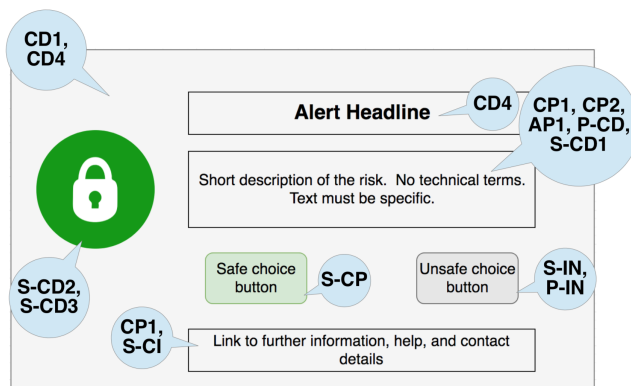 CD1,
CD4
Alert Headline
CD4
CP1, CP2,
AP1, P-CD,
S-CD1
Short description of the risk.  No technical terms.
Text must be specific.
S-CD2,
S-CD3
Safe choice
button
S-CP
Unsafe choice
button
S-IN,
P-IN
CP1,
S-CI
Link to further information, help, and contact
details